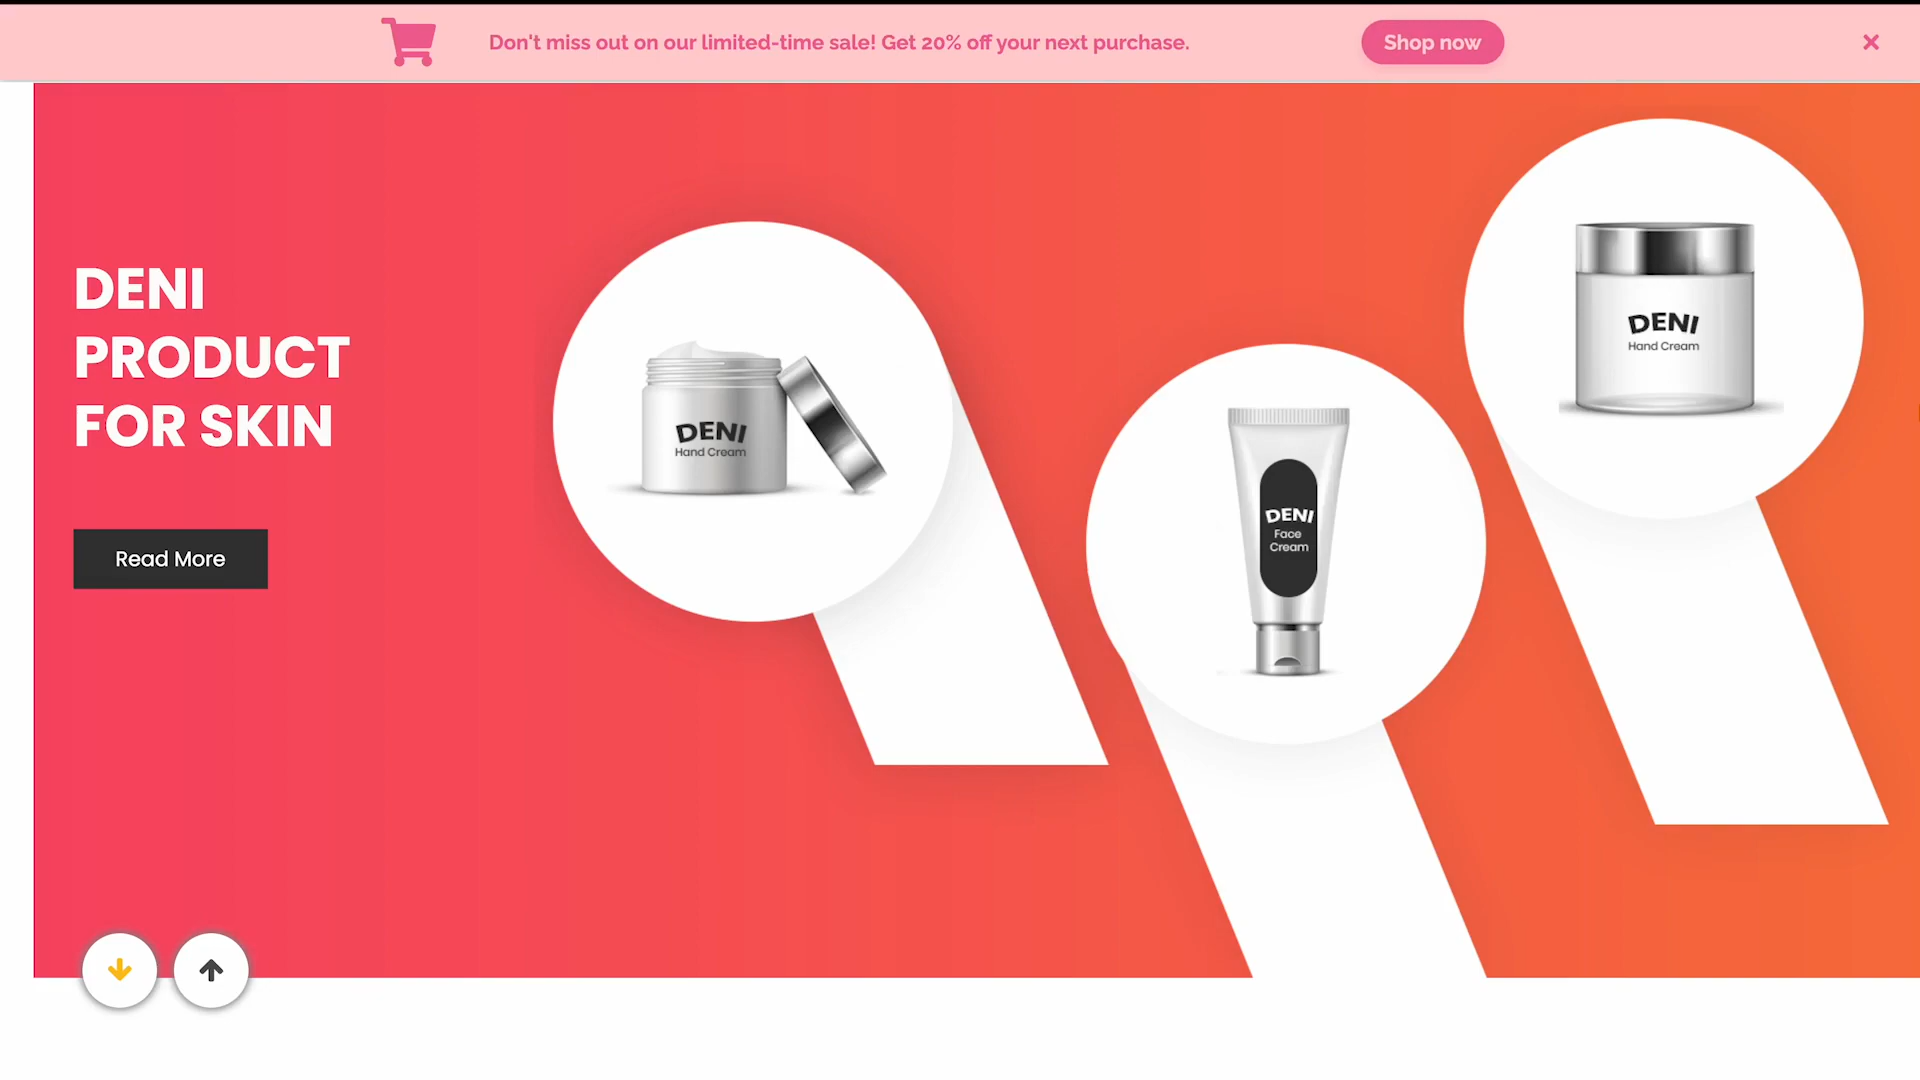 Don't miss out on our limited-time sale! Get 20% off your next purchase.
Shop now
DENI
PRODUCT
FOR SKIN
Read More
DENI
Hand Cream
DENI
Face
Cream
DENI
Hand Cream